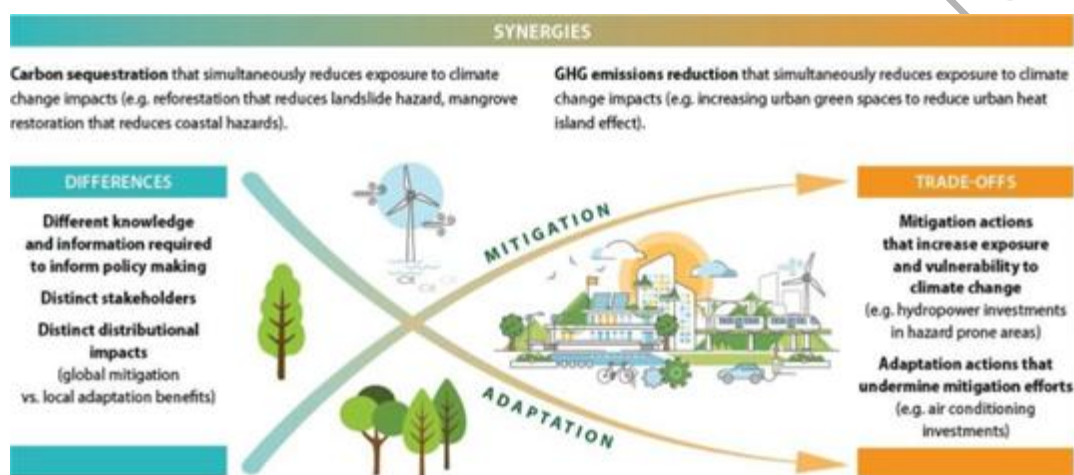 SYNERGIES
Carbon sequestration that simultaneously reduces exposure to climate
change impacts (e.g. reforestation that reduces landslide hazard, mangrove
restoration that reduces coastal hazards).
GHG emissions reduction that simultaneously reduces exposure to climate
change impacts (e.g. increasing urban green spaces to reduce urban heat
island effect).
DIFFERENCES
Different knowledge
and information required
to inform policy making
Distinct stakeholders
Distinct distributional
impacts
(global mitigation
vs. local adaptation benefits)
MITIGATION
ADAPTATION
TRADE-OFFS
Mitigation actions
that increase exposure
and vulnerability to
climate change
(e.g. hydropower investments
in hazard prone areas)
Adaptation actions that
undermine mitigation efforts
(e.g. air conditioning
investments)